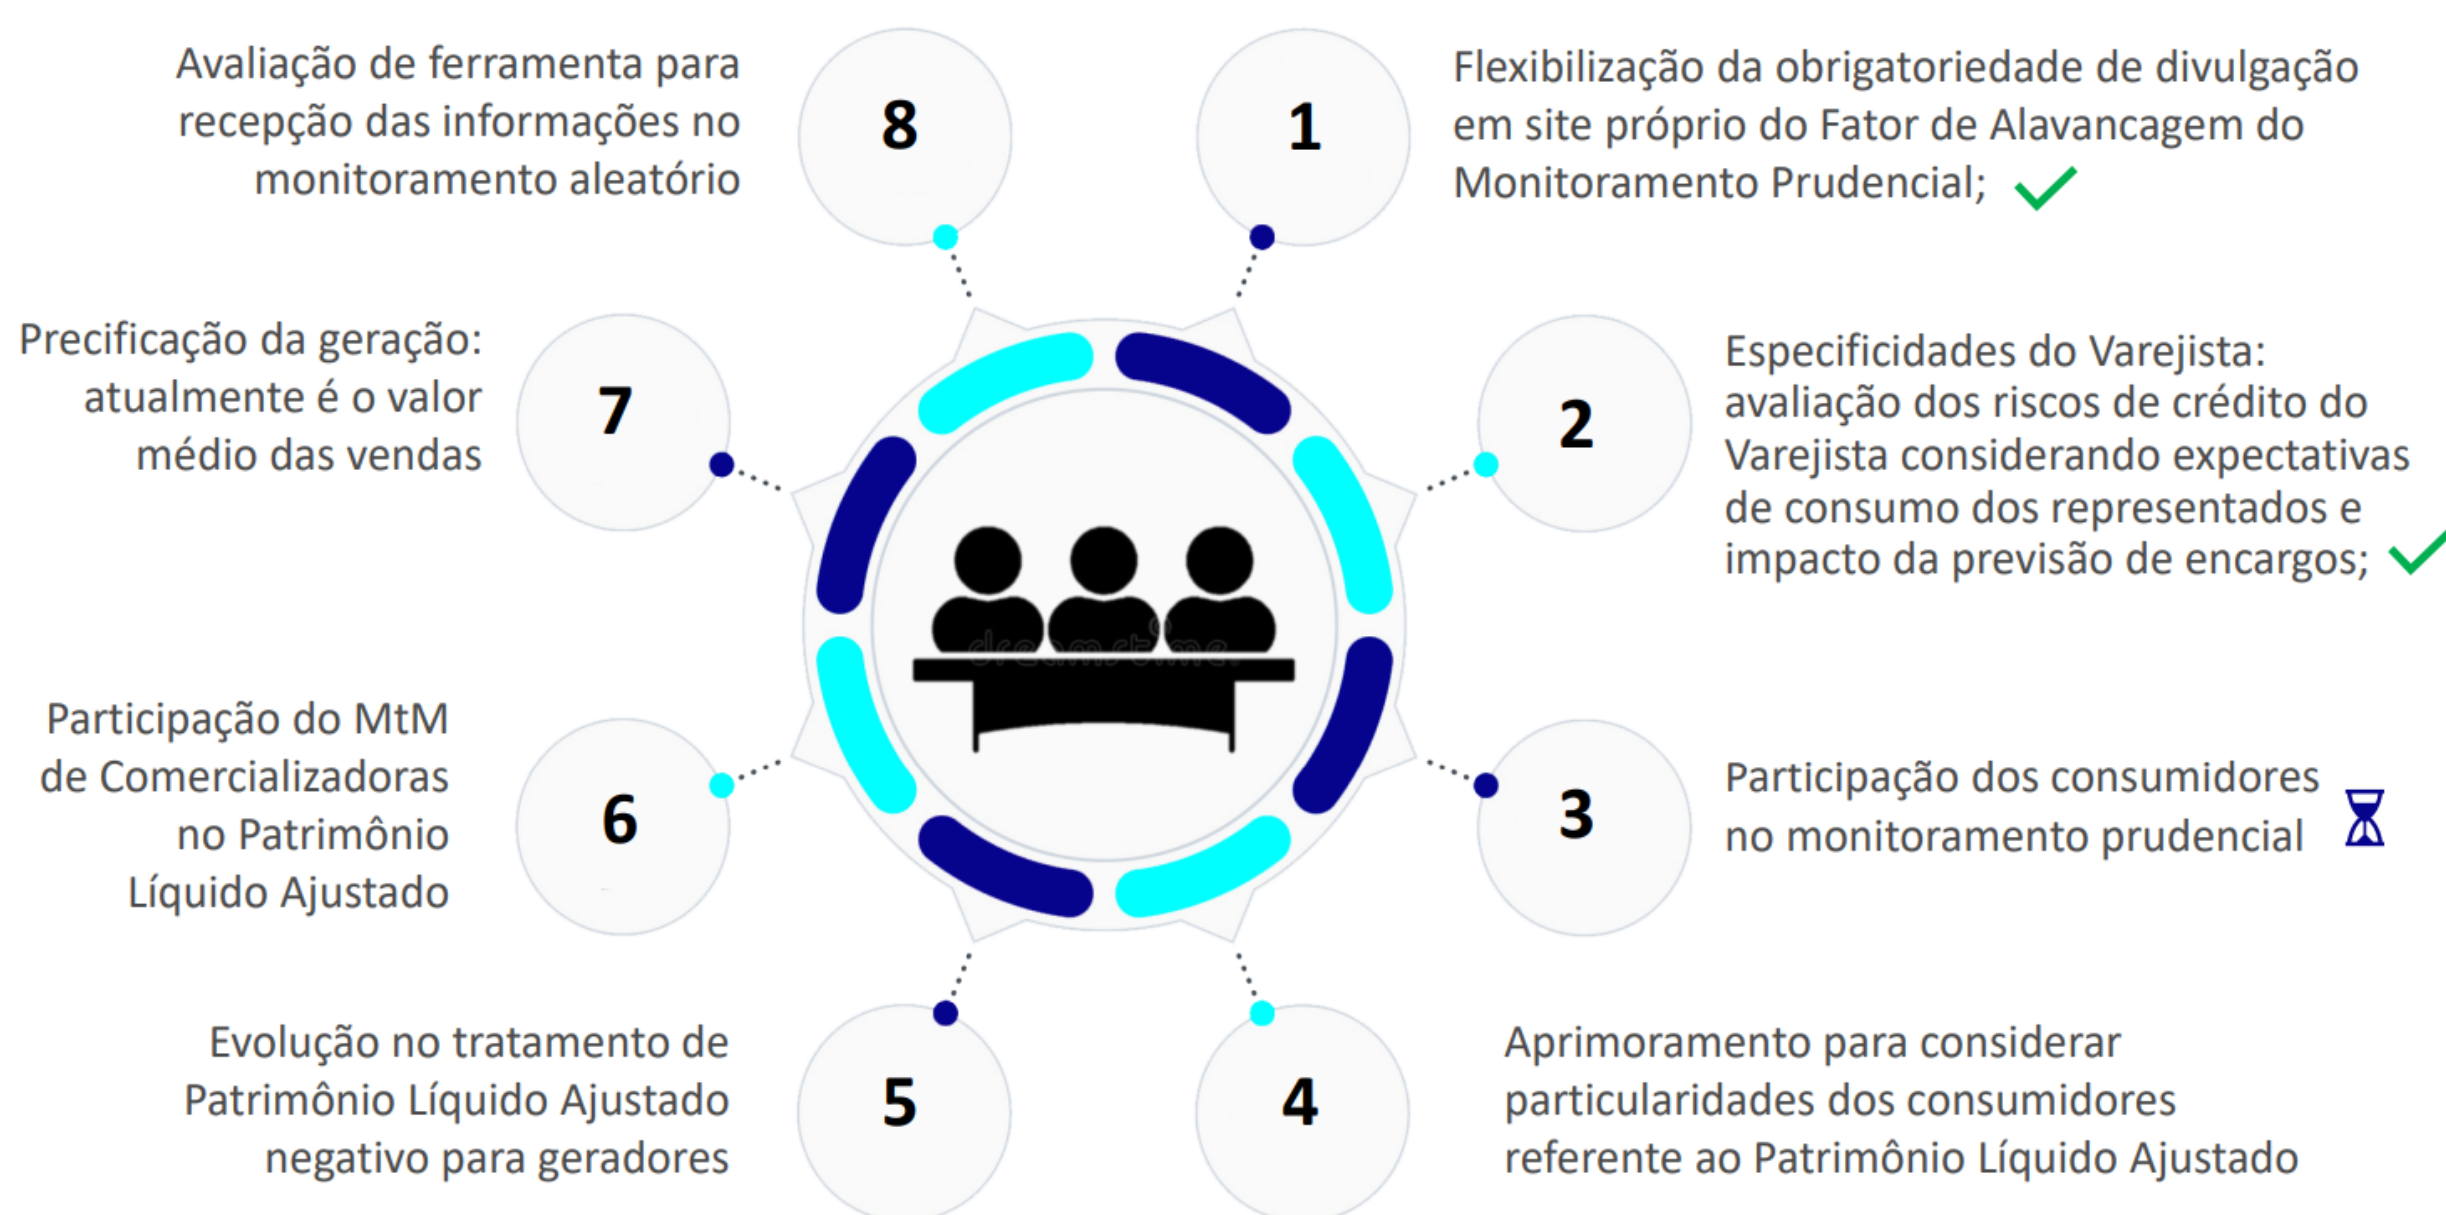 1
Flexibilização da obrigatoriedade de divulgação
em site próprio do Fator de Alavancagem do
Monitoramento Prudencial;
2
Especificidades do Varejista:
avaliação dos riscos de crédito do
Varejista considerando expectativas
de consumo dos representados e
impacto da previsão de encargos;
3
Participação dos consumidores
no monitoramento prudencial
4
Aprimoramento para considerar
particularidades dos consumidores
referente ao Patrimônio Líquido Ajustado
5
Evolução no tratamento de
Patrimônio Líquido Ajustado
negativo para geradores
6
Participação do MtM
de Comercializadoras
no Patrimônio
Líquido Ajustado
7
Precificação da geração:
atualmente é o valor
médio das vendas
8
Avaliação de ferramenta para
recepção das informações no
monitoramento aleatório
dreamstime.